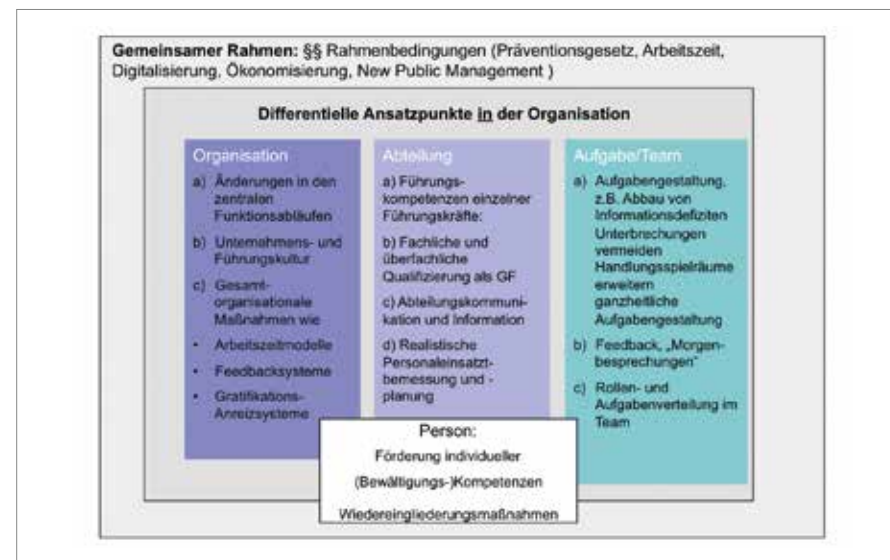 Gemeinsamer Rahmen: §§ Rahmenbedingungen (Präventionsgesetz, Arbeitszeit,
Digitalisierung, Ökonomisierung, New Public Management )
Differentielle Ansatzpunkte in der Organisation
Organisation
a) Änderungen in den
zentralen
Funktionsabläufen
b) Unternehmens- und
Führungskultur
c) Gesamt-
organisationale
Maßnahmen wie
• Arbeitszeitmodelle
• Feedbacksysteme
• Gratifikations-
Anreizsysteme
Abteilung
a) Führungs-
kompetenzen einzelner
Führungskräfte:
b) Fachliche und
überfachliche
Qualifizierung als GF
c) Abteilungskommuni-
kation und Information
d) Realistische
Personaleinsatzt-
bemessung und -
planung
Aufgabe/Team
a) Aufgabengestaltung,
z.B. Abbau von
Informationsdefiziten
Unterbrechungen
vermeiden
Handlungsspielräume
erweitern
ganzheitliche
Aufgabengestaltung
b) Feedback, „Morgen-
besprechungen“
c) Rollen- und
Aufgabenverteilung im
Team
Person:
Förderung individueller
(Bewältigungs-)Kompetenzen
Wiedereingliederungsmaßnahmen